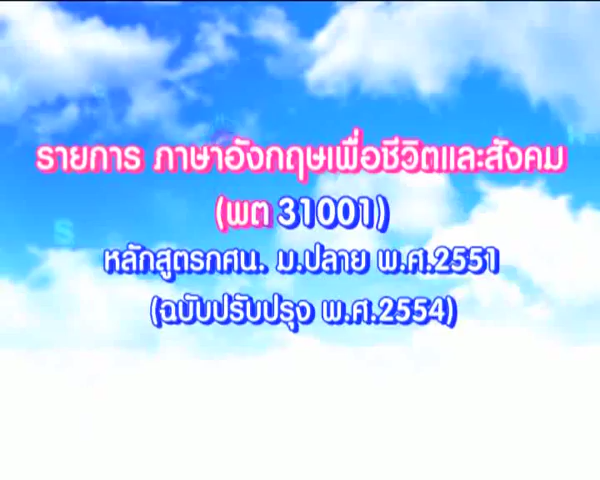 รายการ ภาษาอังกฤษเพื่อชีวิตและสังคม
(พต 31001)
หลักสูตรกศน. ม.ปลาย พ.ศ.2551
(ฉบับปรับปรุง พ.ศ.2554)